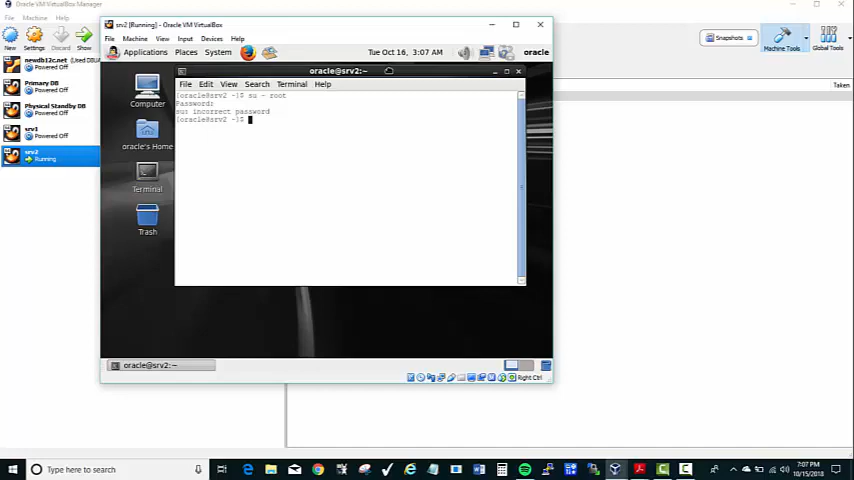 Oracle VM VirtualBox Manager
File Machine Help
New Settings Discard Show
Snapshots
Machine Tools
Global Tools
Taken
newdb12c.net
Powered Off
Primary DB
Powered Off
Physical Standby DB
Powered Off
srv1
Powered Off
srv2
Running
srv2 [Running] - Oracle VM VirtualBox
File Machine View Input Devices Help
Applications Places System
Tue Oct 16, 3:07 AM
oracle
Computer
oracle's Home
Terminal
Trash
oracle@srv2:~
File Edit View Search Terminal Help
[oracle@srv2 ~]$ su - root
Password:
su: incorrect password
[oracle@srv2 ~]$
oracle@srv2:~
Right Ctrl
Type here to search
7:07 PM
10/15/2018